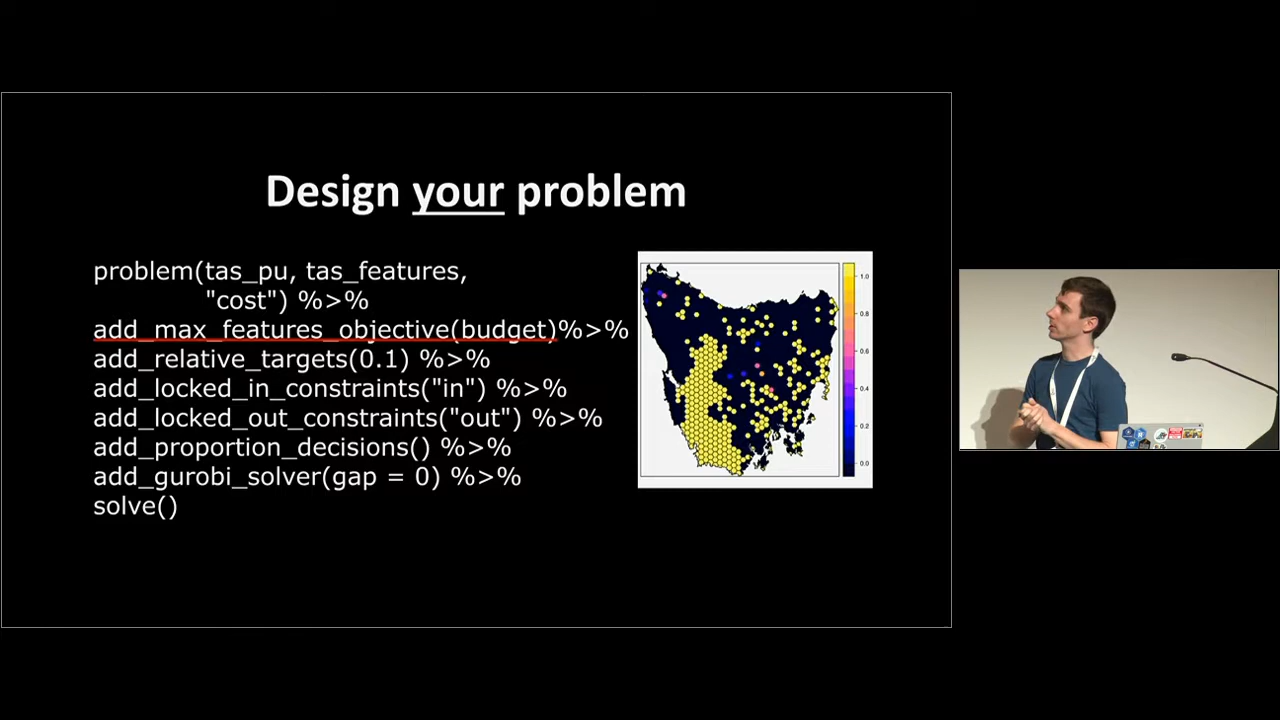 Design your problem
problem(tas_pu, tas_features,
"cost") %>%
add_max_features_objective(budget)%>%
add_relative_targets(0.1) %>%
add_locked_in_constraints("in") %>%
add_locked_out_constraints("out") %>%
add_proportion_decisions() %>%
add_gurobi_solver(gap = 0) %>%
solve()
1.0
0.8
0.6
0.4
0.2
0.0